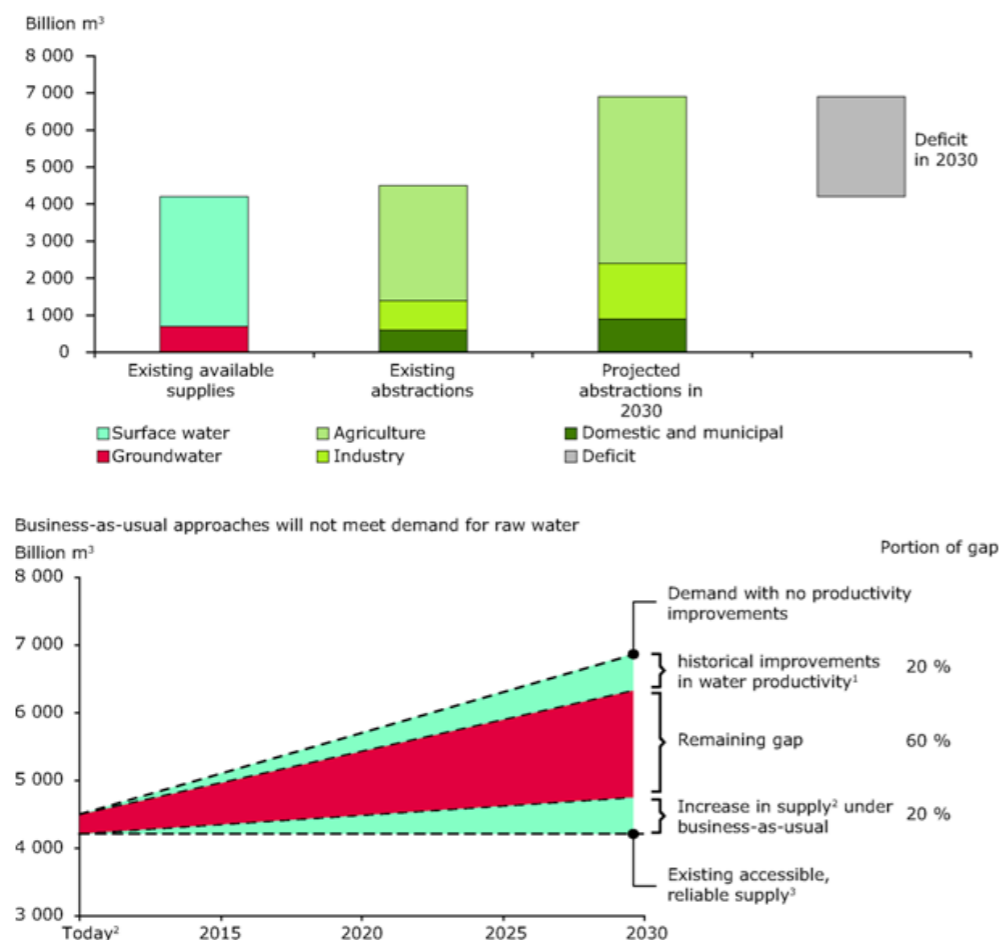 Billion m³
8 000
7 000
6 000
5 000
4 000
3 000
2 000
1 000
0
Deficit
in 2030
Existing available
supplies
Existing
abstractions
Projected
abstractions in
2030
Surface water
Agriculture
Domestic and municipal
Groundwater
Industry
Deficit
Business-as-usual approaches will not meet demand for raw water
Billion m³
Portion of gap
8 000
7 000
6 000
5 000
4 000
3 000
Demand with no productivity
improvements
historical improvements
in water productivity¹
20 %
Remaining gap
60 %
Increase in supply² under
business-as-usual
20 %
Existing accessible,
reliable supply³
Today²
2015
2020
2025
2030